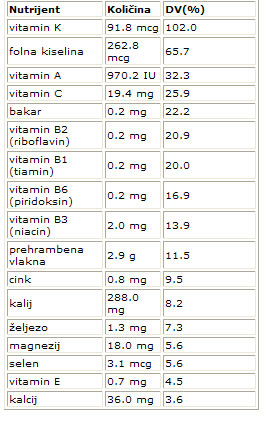 Nutrijent Količina DV(%)
vitamin K 91.8 mcg 102.0
folna kiselina 262.8 mcg 65.7
vitamin A 970.2 IU 32.3
vitamin C 19.4 mg 25.9
bakar 0.2 mg 22.2
vitamin B2 (riboflavin) 0.2 mg 20.9
vitamin B1 (tiamin) 0.2 mg 20.0
vitamin B6 (piridoksin) 0.2 mg 16.9
vitamin B3 (niacin) 2.0 mg 13.9
prehrambena vlakna 2.9 g 11.5
cink 0.8 mg 9.5
kalij 288.0 mg 8.2
željezo 1.3 mg 7.3
magnezij 18.0 mg 5.6
selen 3.1 mcg 5.6
vitamin E 0.7 mg 4.5
kalcij 36.0 mg 3.6